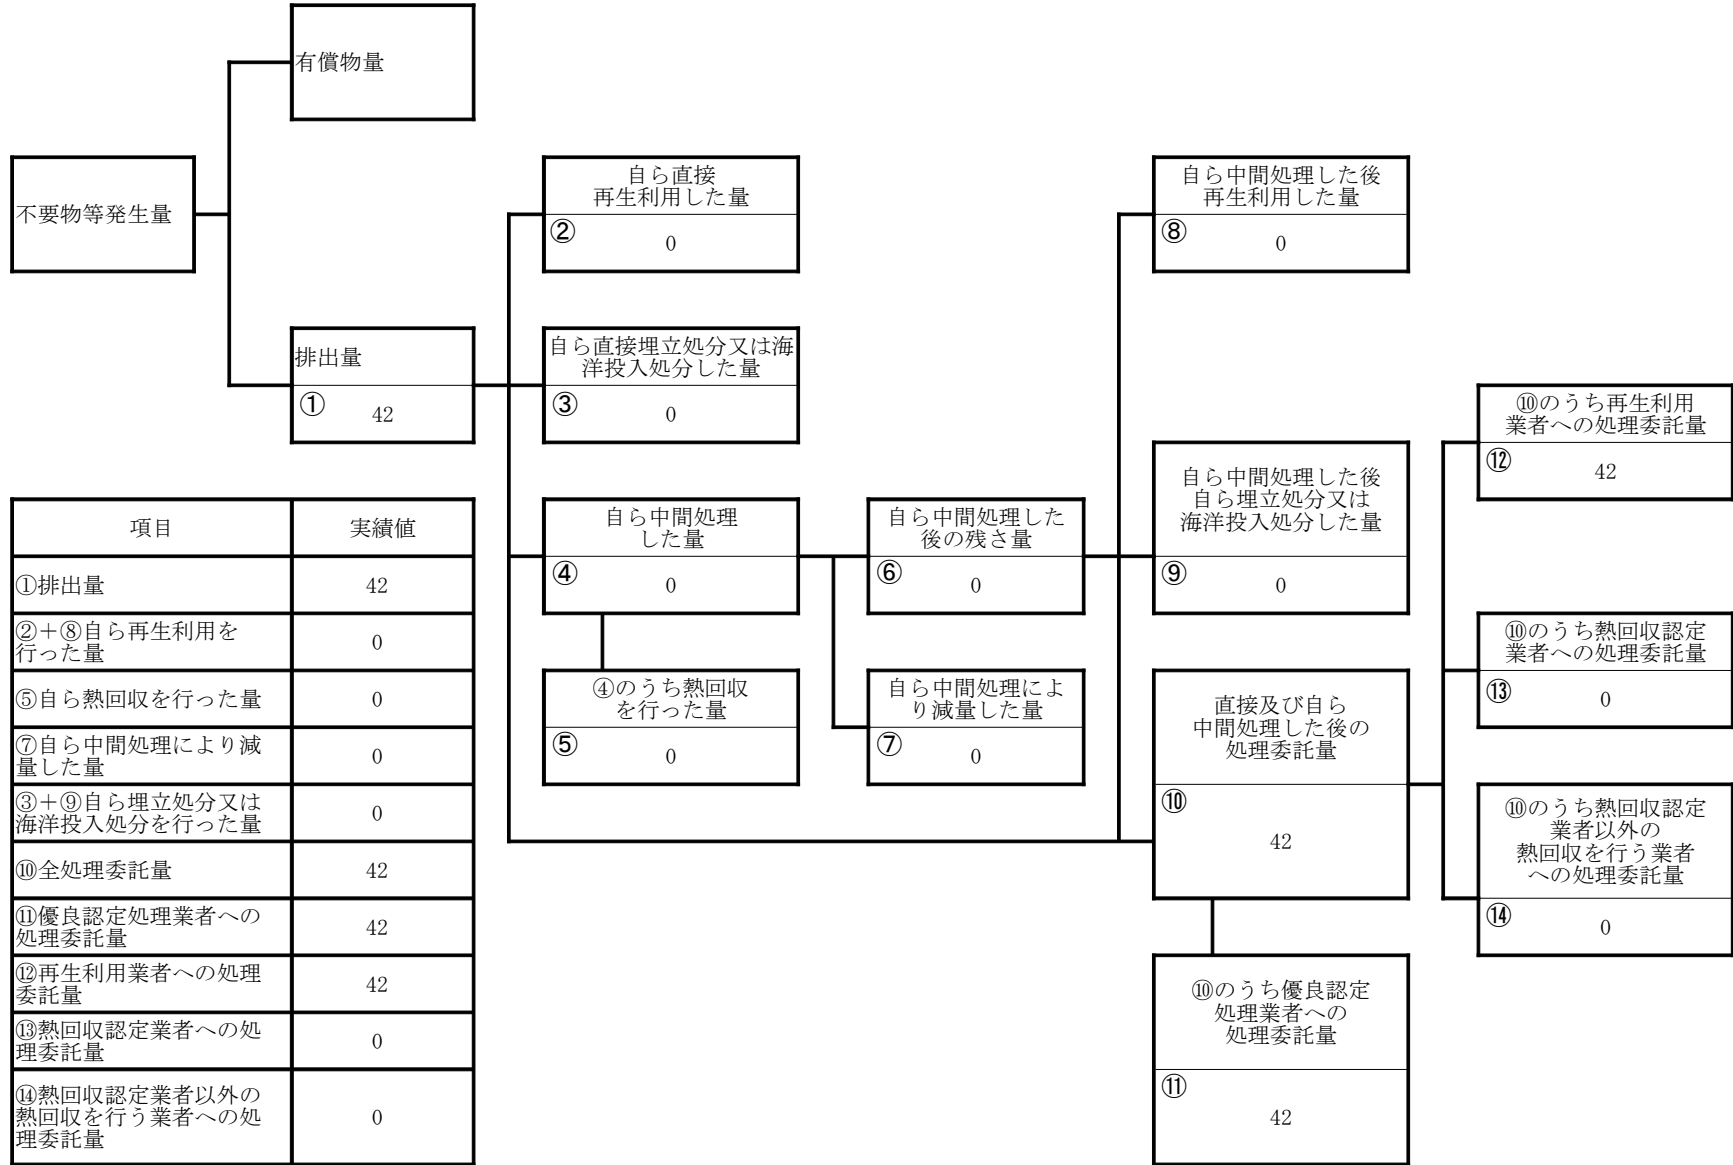 有償物量
不要物等発生量
自ら直接
再生利用した量
②
0
自ら中間処理した後
再生利用した量
⑧
0
排出量
①
42
自ら直接埋立処分又は海
洋投入処分した量
③
0
⑩のうち再生利用
業者への処理委託量
⑫
42
自ら中間処理
した量
④
0
自ら中間処理した
後の残さ量
⑥
0
自ら中間処理した後
自ら埋立処分又は
海洋投入処分した量
⑨
0
⑩のうち熱回収認定
業者への処理委託量
⑬
0
④のうち熱回収
を行った量
⑤
0
自ら中間処理によ
り減量した量
⑦
0
直接及び自ら
中間処理した後の
処理委託量
⑩
42
⑩のうち熱回収認定
業者以外の
熱回収を行う業者
への処理委託量
⑭
0
⑩のうち優良認定
処理業者への
処理委託量
⑪
42
項目 実績値
①排出量 42
②＋⑧自ら再生利用を
行った量 0
⑤自ら熱回収を行った量 0
⑦自ら中間処理により減
量した量 0
③＋⑨自ら埋立処分又は
海洋投入処分を行った量 0
⑩全処理委託量 42
⑪優良認定処理業者への
処理委託量 42
⑫再生利用業者への処理
委託量 42
⑬熱回収認定業者への処
理委託量 0
⑭熱回収認定業者以外の
熱回収を行う業者への処
理委託量 0